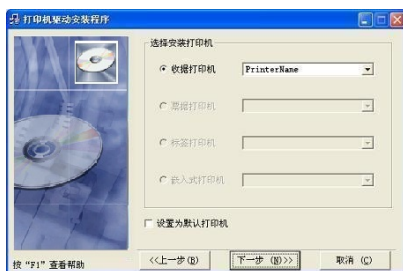 打印机驱动安装程序
选择安装打印机
收据打印机 PrinterName
票据打印机
标签打印机
嵌入式打印机
设置为默认打印机
按 "F1" 查看帮助
<<上一步(B) 下一步 (N)>> 取消 (C)